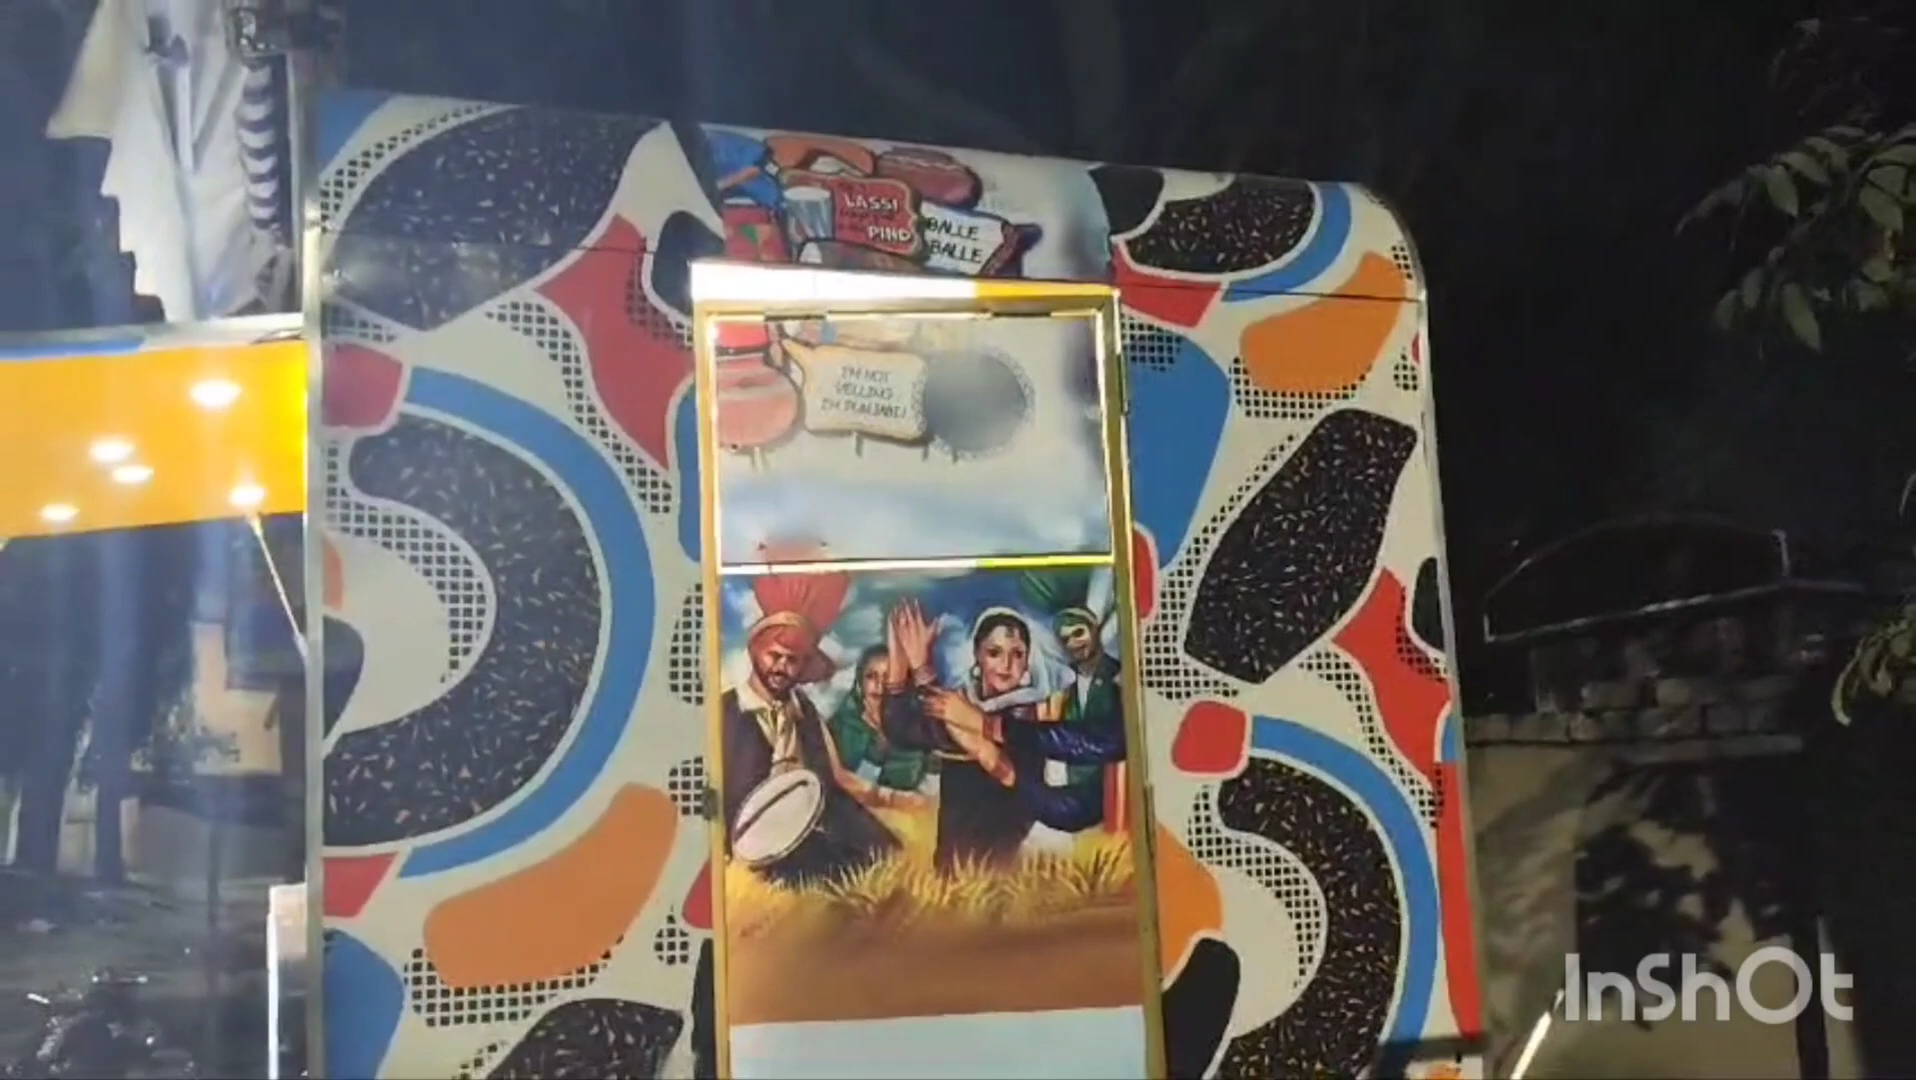 LASSI
PIND
BALLE
BALLE
I'M NOT
YELLING
I'M PUNJABI!
InShOt